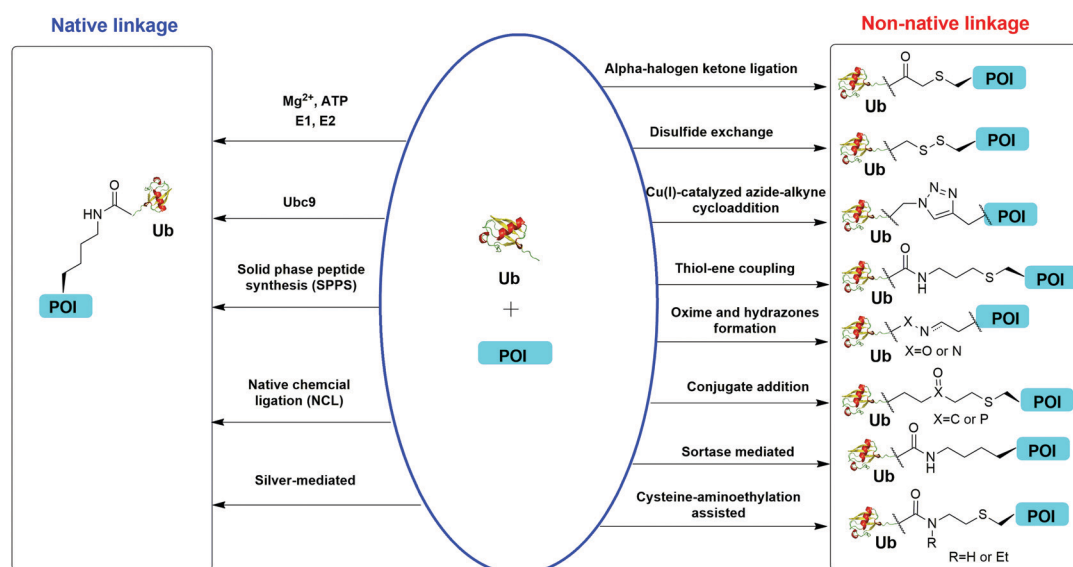 Native linkage
Mg2+, ATP
E1, E2
Ubc9
Solid phase peptide
synthesis (SPPS)
Native chemcial
ligation (NCL)
Silver-mediated
O
HN
Ub
POI
Ub
+
POI
Non-native linkage
Alpha-halogen ketone ligation
Disulfide exchange
Cu(I)-catalyzed azide-alkyne
cycloaddition
Thiol-ene coupling
Oxime and hydrazones
formation
Conjugate addition
Sortase mediated
Cysteine-aminoethylation
assisted
O
S
POI
Ub
S
S
POI
Ub
N
N
N
POI
Ub
O
N
H
S
POI
Ub
X
N
POI
Ub
X=O or N
O
X
S
POI
Ub
X=C or P
O
N
H
POI
Ub
O
N
R
S
POI
Ub
R=H or Et